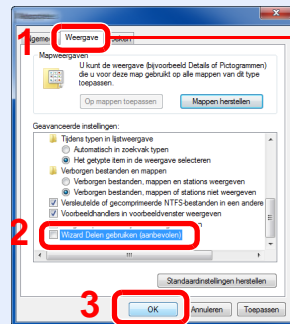 1
Weergave
Mapweergaven
U kunt de weergave (bijvoorbeeld Details of Pictogrammen)
die u voor deze map gebruikt op alle mappen van dit type
toepassen.
Op mappen toepassen
Mappen herstellen
Geavanceerde instellingen:
Tijdens typen in lijstweergave
Automatisch in zoekvak typen
Het getypte item in de weergave selecteren
Verborgen bestanden en mappen
Verborgen bestanden, mappen en stations weergeven
Verborgen bestanden, mappen of stations niet weergeven
Versleutelde of gecomprimeerde NTFS-bestanden in een andere
Voorbeeldhandlers in voorbeeldvenster weergeven
2
Wizard Delen gebruiken (aanbevolen)
Standaardinstellingen herstellen
3
OK
Annuleren
Toepassen